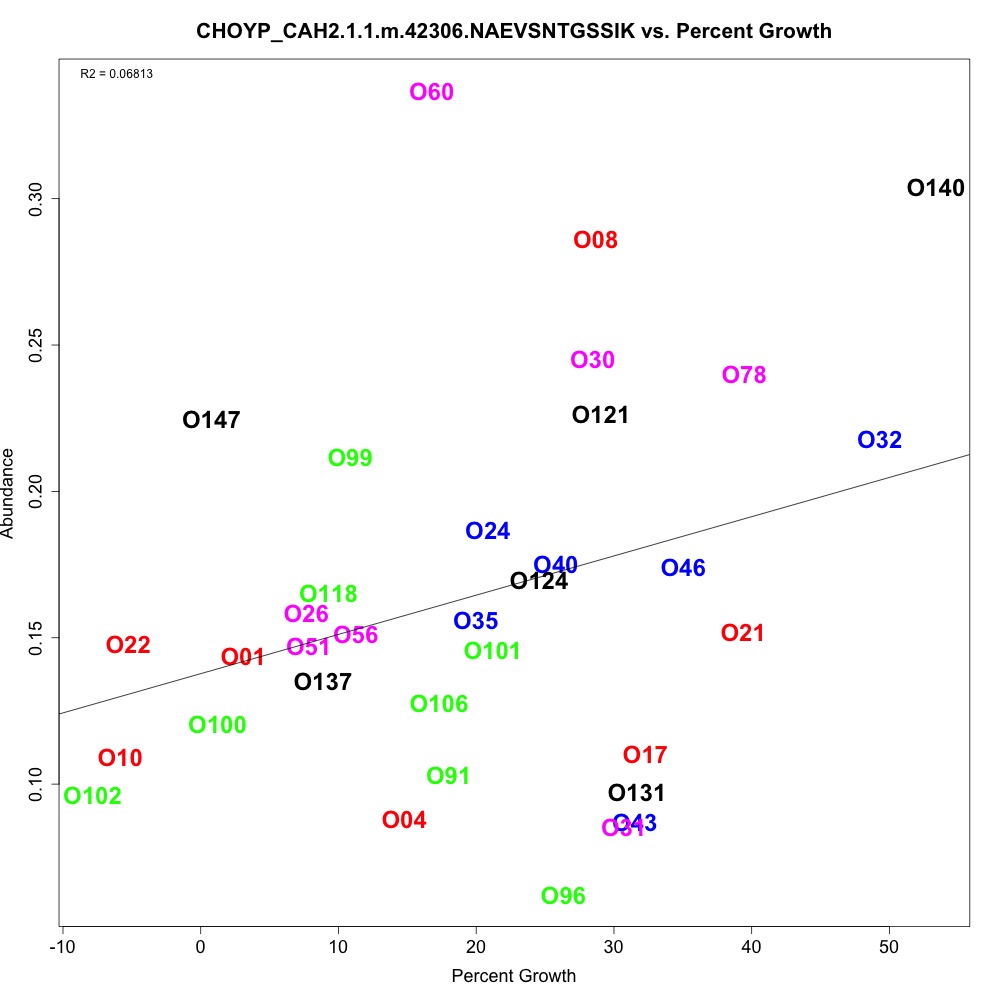 CHOYP_CAH2.1.1.m.42306.NAEVSNTGSSIK vs. Percent Growth
R2 = 0.06813
O60
O140
O08
O30
O78
O121
O147
O32
O99
O24
O40
O46
O124
O118
O26
O35
O21
O56
O22
O51
O101
O01
O137
O106
O100
O17
O10
O91
O131
O102
O04
O43
O31
O96
0.30
0.25
0.20
0.15
0.10
Abundance
-10 0 10 20 30 40 50
Percent Growth